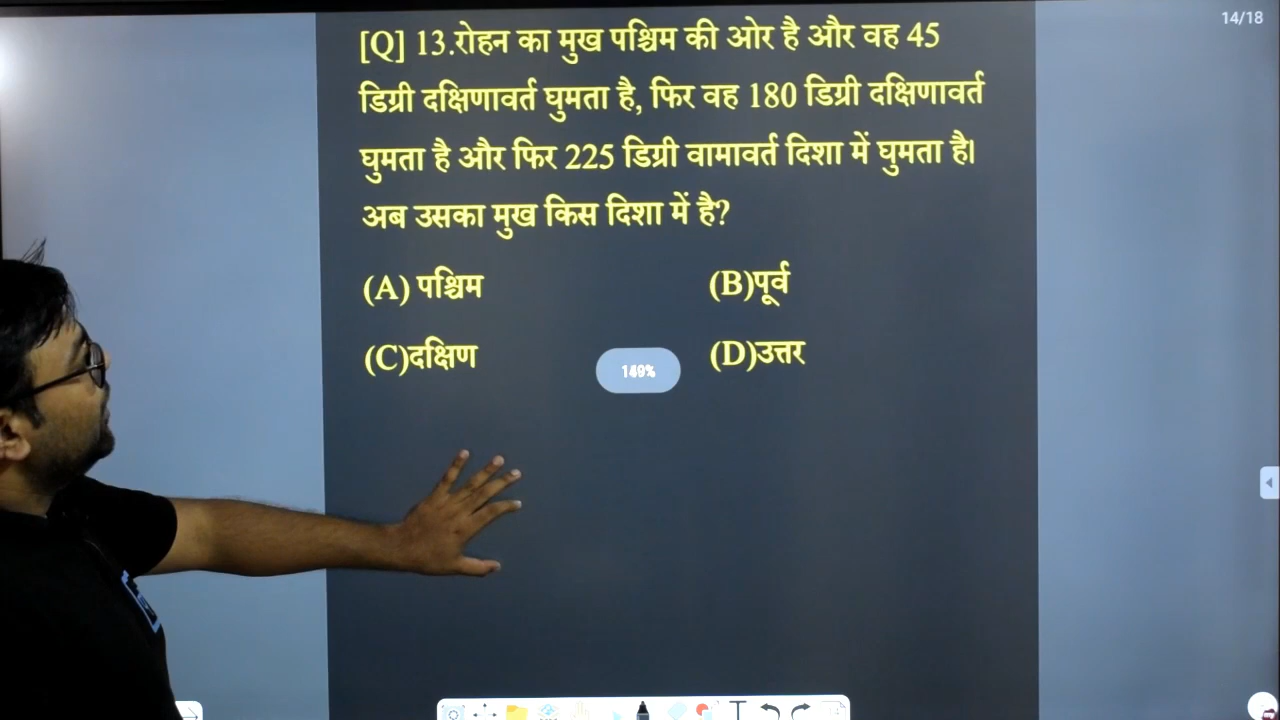 14/18
[Q] 13.रोहन का मुख पश्चिम की ओर है और वह 45
डिग्री दक्षिणावर्त घुमता है, फिर वह 180 डिग्री दक्षिणावर्त
घुमता है और फिर 225 डिग्री वामावर्त दिशा में घुमता है।
अब उसका मुख किस दिशा में है?
(A) पश्चिम (B)पूर्व
(C)दक्षिण (D)उत्तर
149%